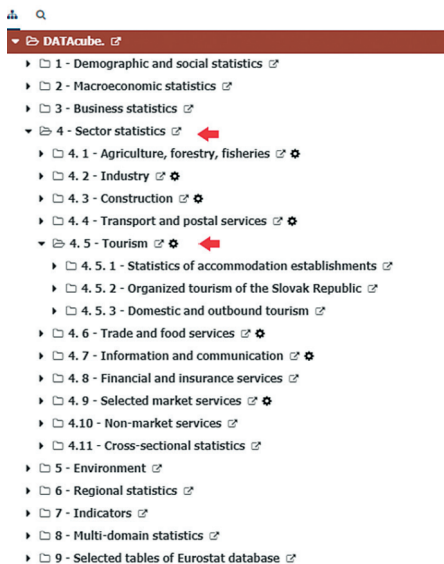 DATAcube.
1 - Demographic and social statistics
2 - Macroeconomic statistics
3 - Business statistics
4 - Sector statistics
4. 1 - Agriculture, forestry, fisheries
4. 2 - Industry
4. 3 - Construction
4. 4 - Transport and postal services
4. 5 - Tourism
4. 5. 1 - Statistics of accommodation establishments
4. 5. 2 - Organized tourism of the Slovak Republic
4. 5. 3 - Domestic and outbound tourism
4. 6 - Trade and food services
4. 7 - Information and communication
4. 8 - Financial and insurance services
4. 9 - Selected market services
4.10 - Non-market services
4.11 - Cross-sectional statistics
5 - Environment
6 - Regional statistics
7 - Indicators
8 - Multi-domain statistics
9 - Selected tables of Eurostat database